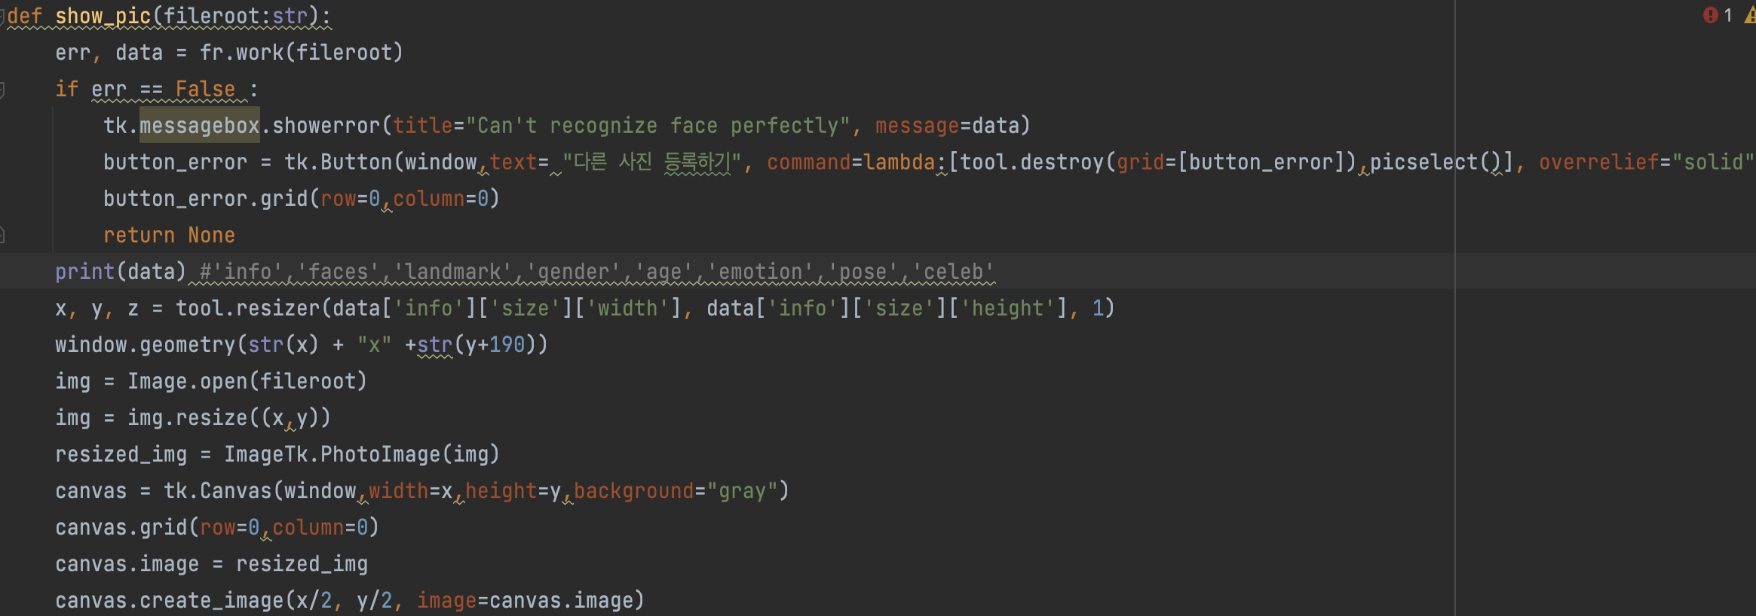 def show_pic(fileroot:str):
    err, data = fr.work(fileroot)
    if err == False :
        tk.messagebox.showerror(title="Can't recognize face perfectly", message=data)
        button_error = tk.Button(window,text= "다른 사진 등록하기", command=lambda:[tool.destroy(grid=[button_error]),picselect()], overrelief="solid"
        button_error.grid(row=0,column=0)
        return None
    print(data) #'info','faces','landmark','gender','age','emotion','pose','celeb'
    x, y, z = tool.resizer(data['info']['size']['width'], data['info']['size']['height'], 1)
    window.geometry(str(x) + "x" +str(y+190))
    img = Image.open(fileroot)
    img = img.resize((x,y))
    resized_img = ImageTk.PhotoImage(img)
    canvas = tk.Canvas(window,width=x,height=y,background="gray")
    canvas.grid(row=0,column=0)
    canvas.image = resized_img
    canvas.create_image(x/2, y/2, image=canvas.image)
1